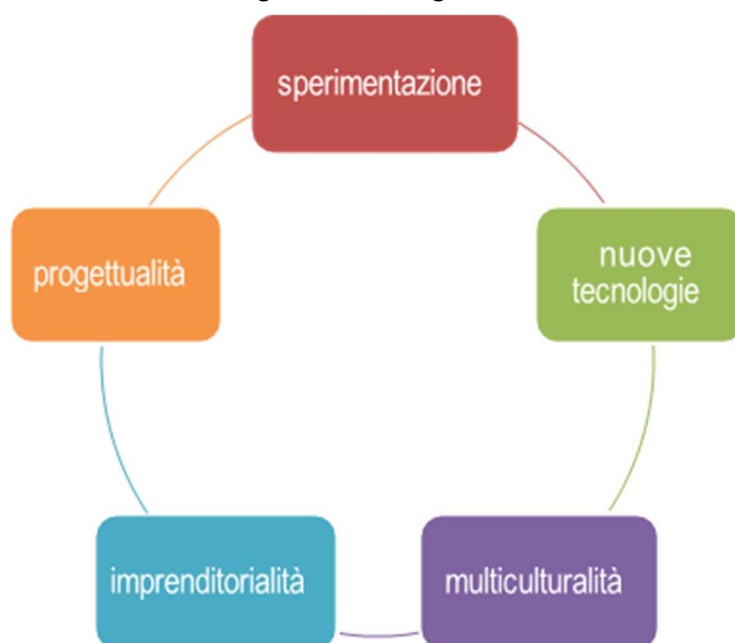 sperimentazione
nuove
tecnologie
multiculturalità
imprenditorialità
progettualità